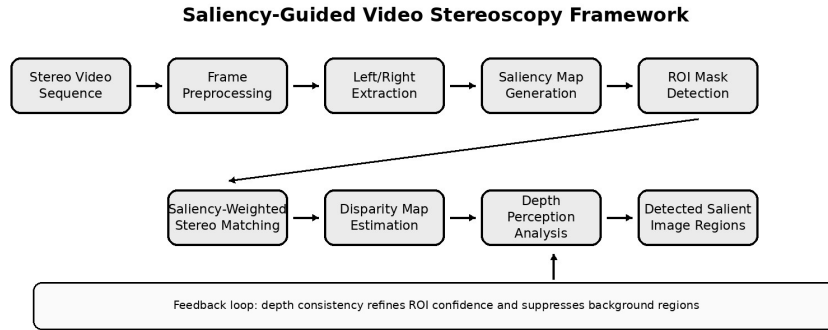 Saliency-Guided Video Stereoscopy Framework
Stereo Video
Sequence
Frame
Preprocessing
Left/Right
Extraction
Saliency Map
Generation
ROI Mask
Detection
Saliency-Weighted
Stereo Matching
Disparity Map
Estimation
Depth
Perception
Analysis
Detected Salient
Image Regions
Feedback loop: depth consistency refines ROI confidence and suppresses background regions